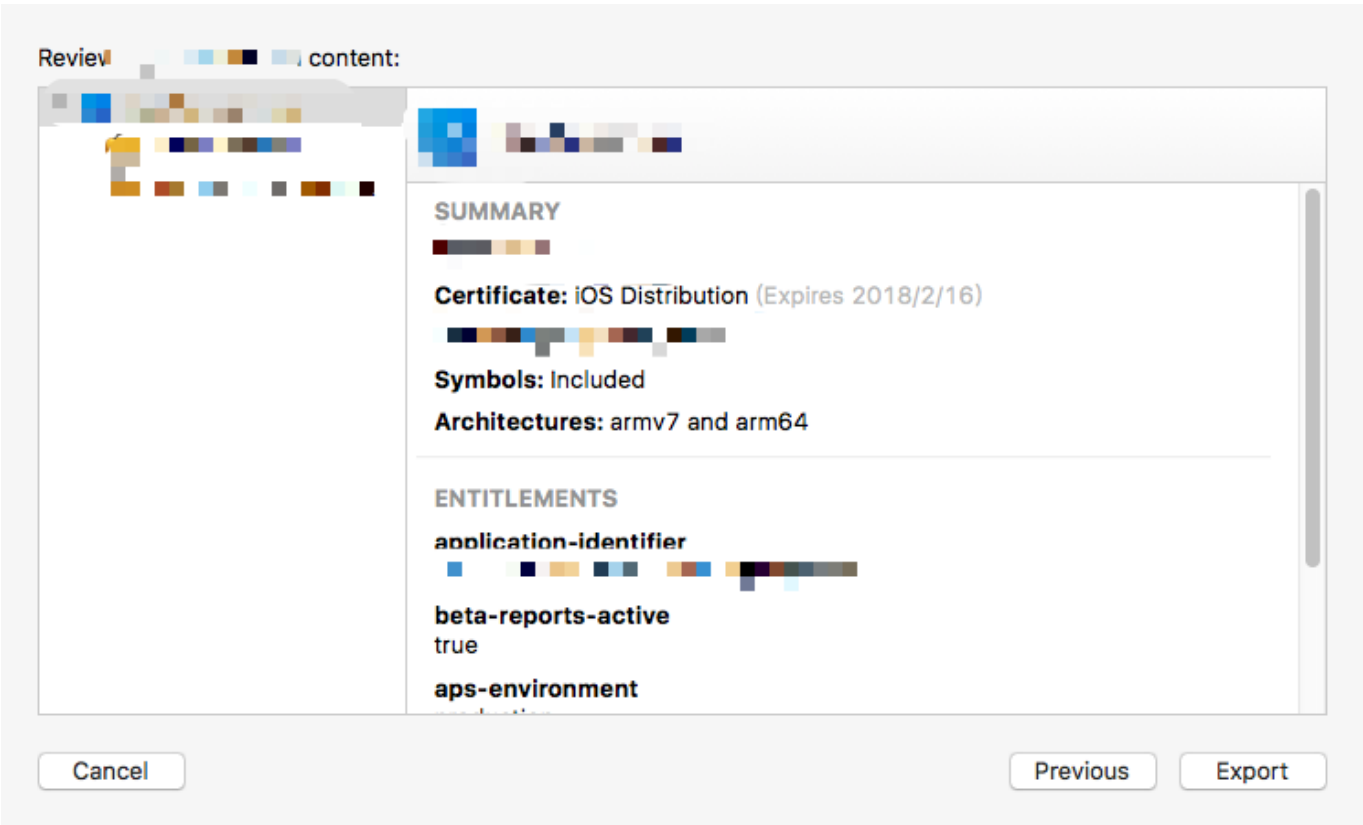 Review content:
SUMMARY
Certificate: iOS Distribution (Expires 2018/2/16)
Symbols: Included
Architectures: armv7 and arm64
ENTITLEMENTS
application-identifier
beta-reports-active
true
aps-environment
production
Cancel
Previous
Export